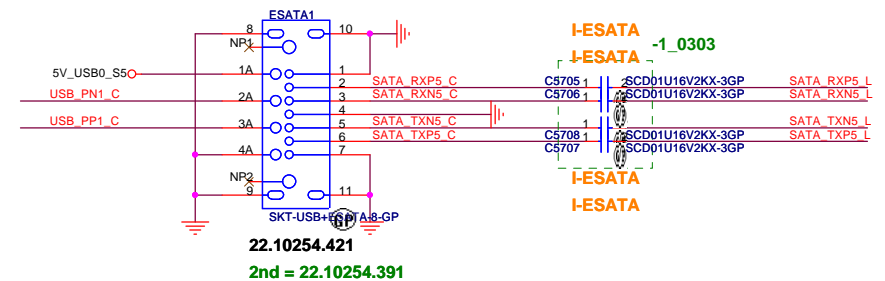 ESATA1
I-ESATA
8
10
NP1
-1_0303
I-ESATA
5V_USB0_S5
1A
1
2
SATA_RXP5_C
C5705
1
2
SCD01U16V2KX-3GP
SATA_RXP5_L
USB_PN1_C
2A
3
SATA_RXN5_C
C5706
1
SCD01U16V2KX-3GP
SATA_RXN5_L
4
USB_PP1_C
3A
5
SATA_TXN5_C
1
SATA_TXN5_L
6
SATA_TXP5_C
C5708
1
SCD01U16V2KX-3GP
SATA_TXP5_L
4A
7
C5707
SCD01U16V2KX-3GP
NP2
I-ESATA
9
11
I-ESATA
SKT-USB+ESATA-8-GP
GP
22.10254.421
2nd = 22.10254.391